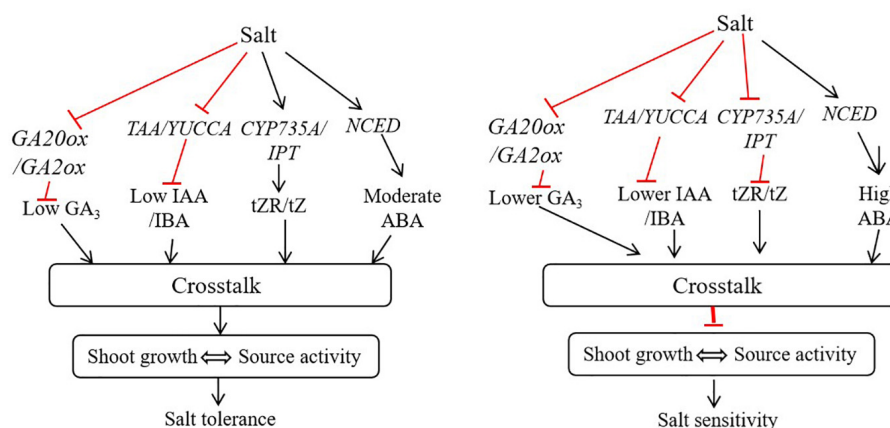 Salt
GA20ox
/GA2ox
TAA/YUCCA
CYP735A/
IPT
NCED
Low GA₃
Low IAA
/IBA
tZR/tZ
Moderate
ABA
Crosstalk
Shoot growth ⇔ Source activity
Salt tolerance
Salt
GA20ox
/GA2ox
TAA/YUCCA
CYP735A/
IPT
NCED
Lower GA₃
Lower IAA
/IBA
tZR/tZ
Hig
ABA
Crosstalk
Shoot growth ⇔ Source activity
Salt sensitivity